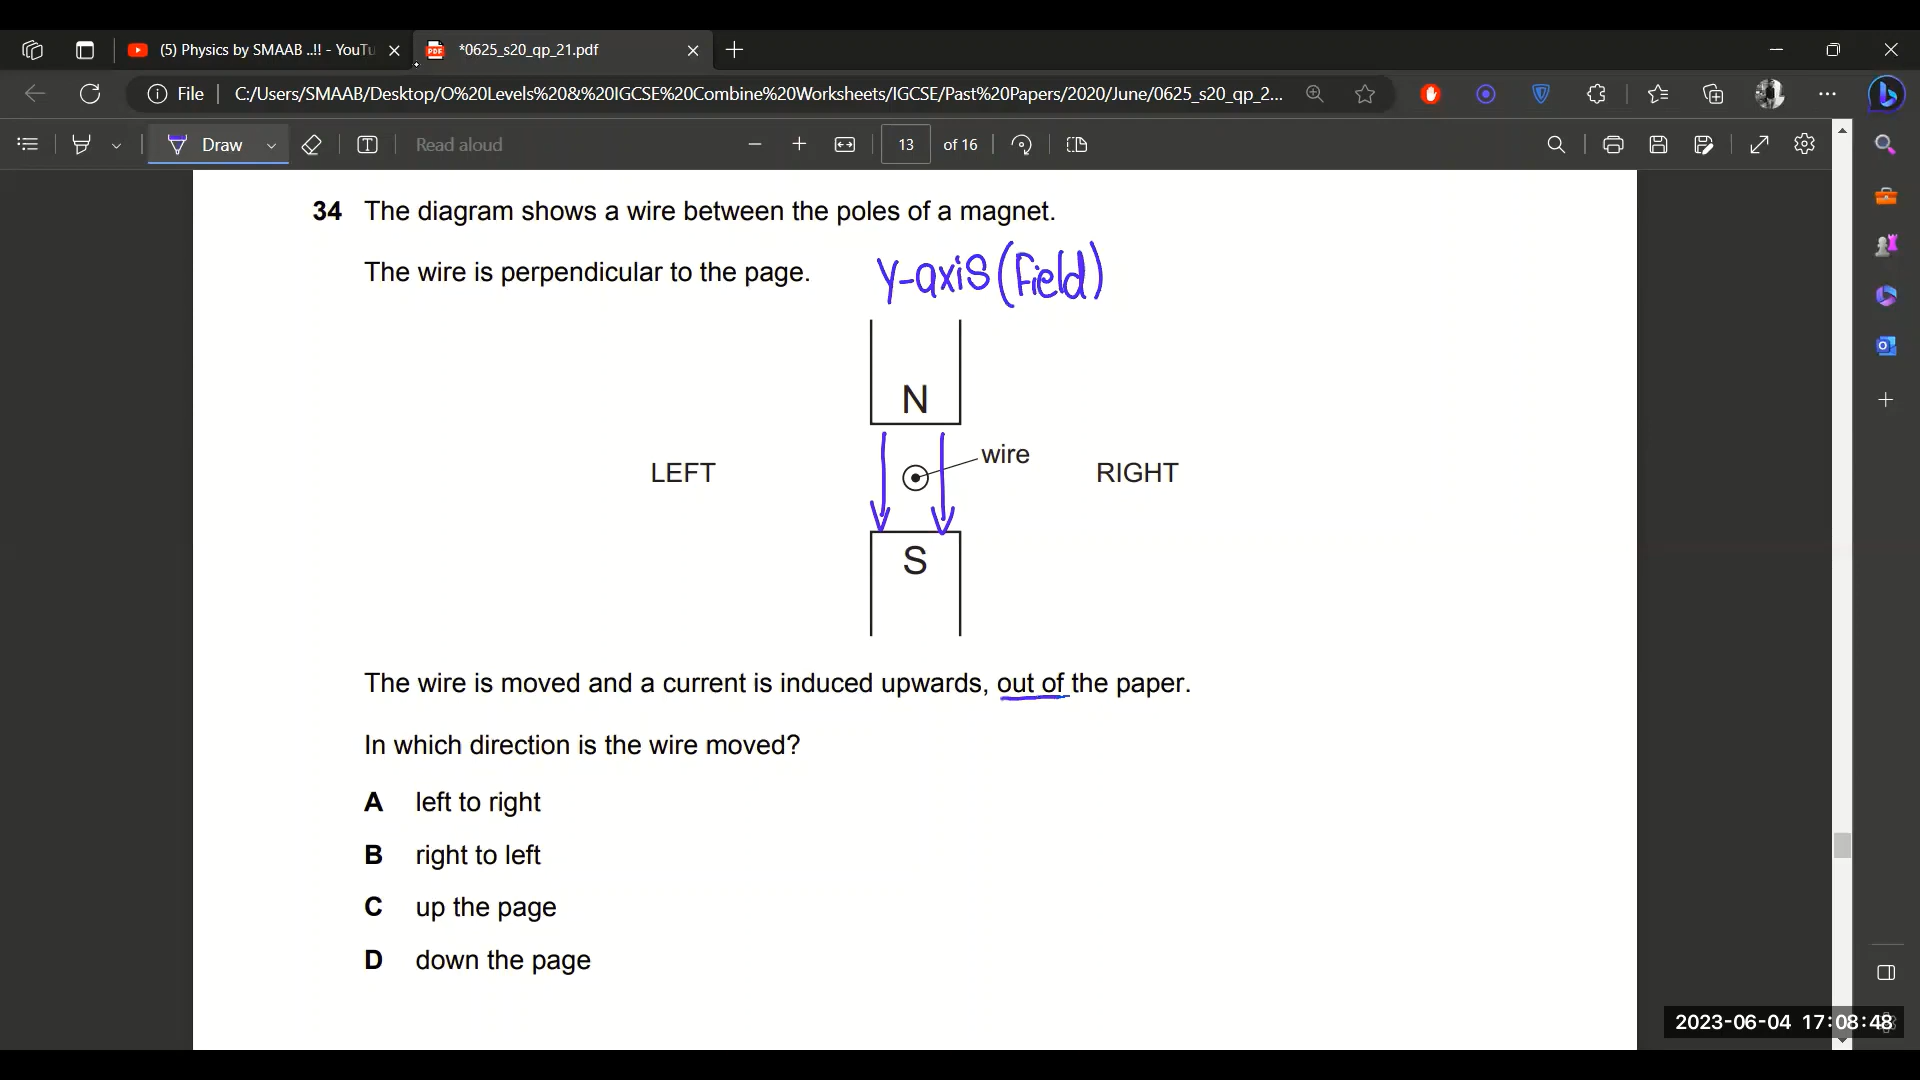 (5) Physics by SMAAB ..!! - YouTu
*0625_s20_qp_21.pdf
File
C:/Users/SMAAB/Desktop/O%20Levels%20&%20IGCSE%20Combine%20Worksheets/IGCSE/Past%20Papers/2020/June/0625_s20_qp_2...
Draw
Read aloud
13 of 16
34 The diagram shows a wire between the poles of a magnet.
The wire is perpendicular to the page.
Y-axis (Field)
N
wire
LEFT
RIGHT
S
The wire is moved and a current is induced upwards, out of the paper.
In which direction is the wire moved?
A left to right
B right to left
C up the page
D down the page
2023-06-04 17:08:48